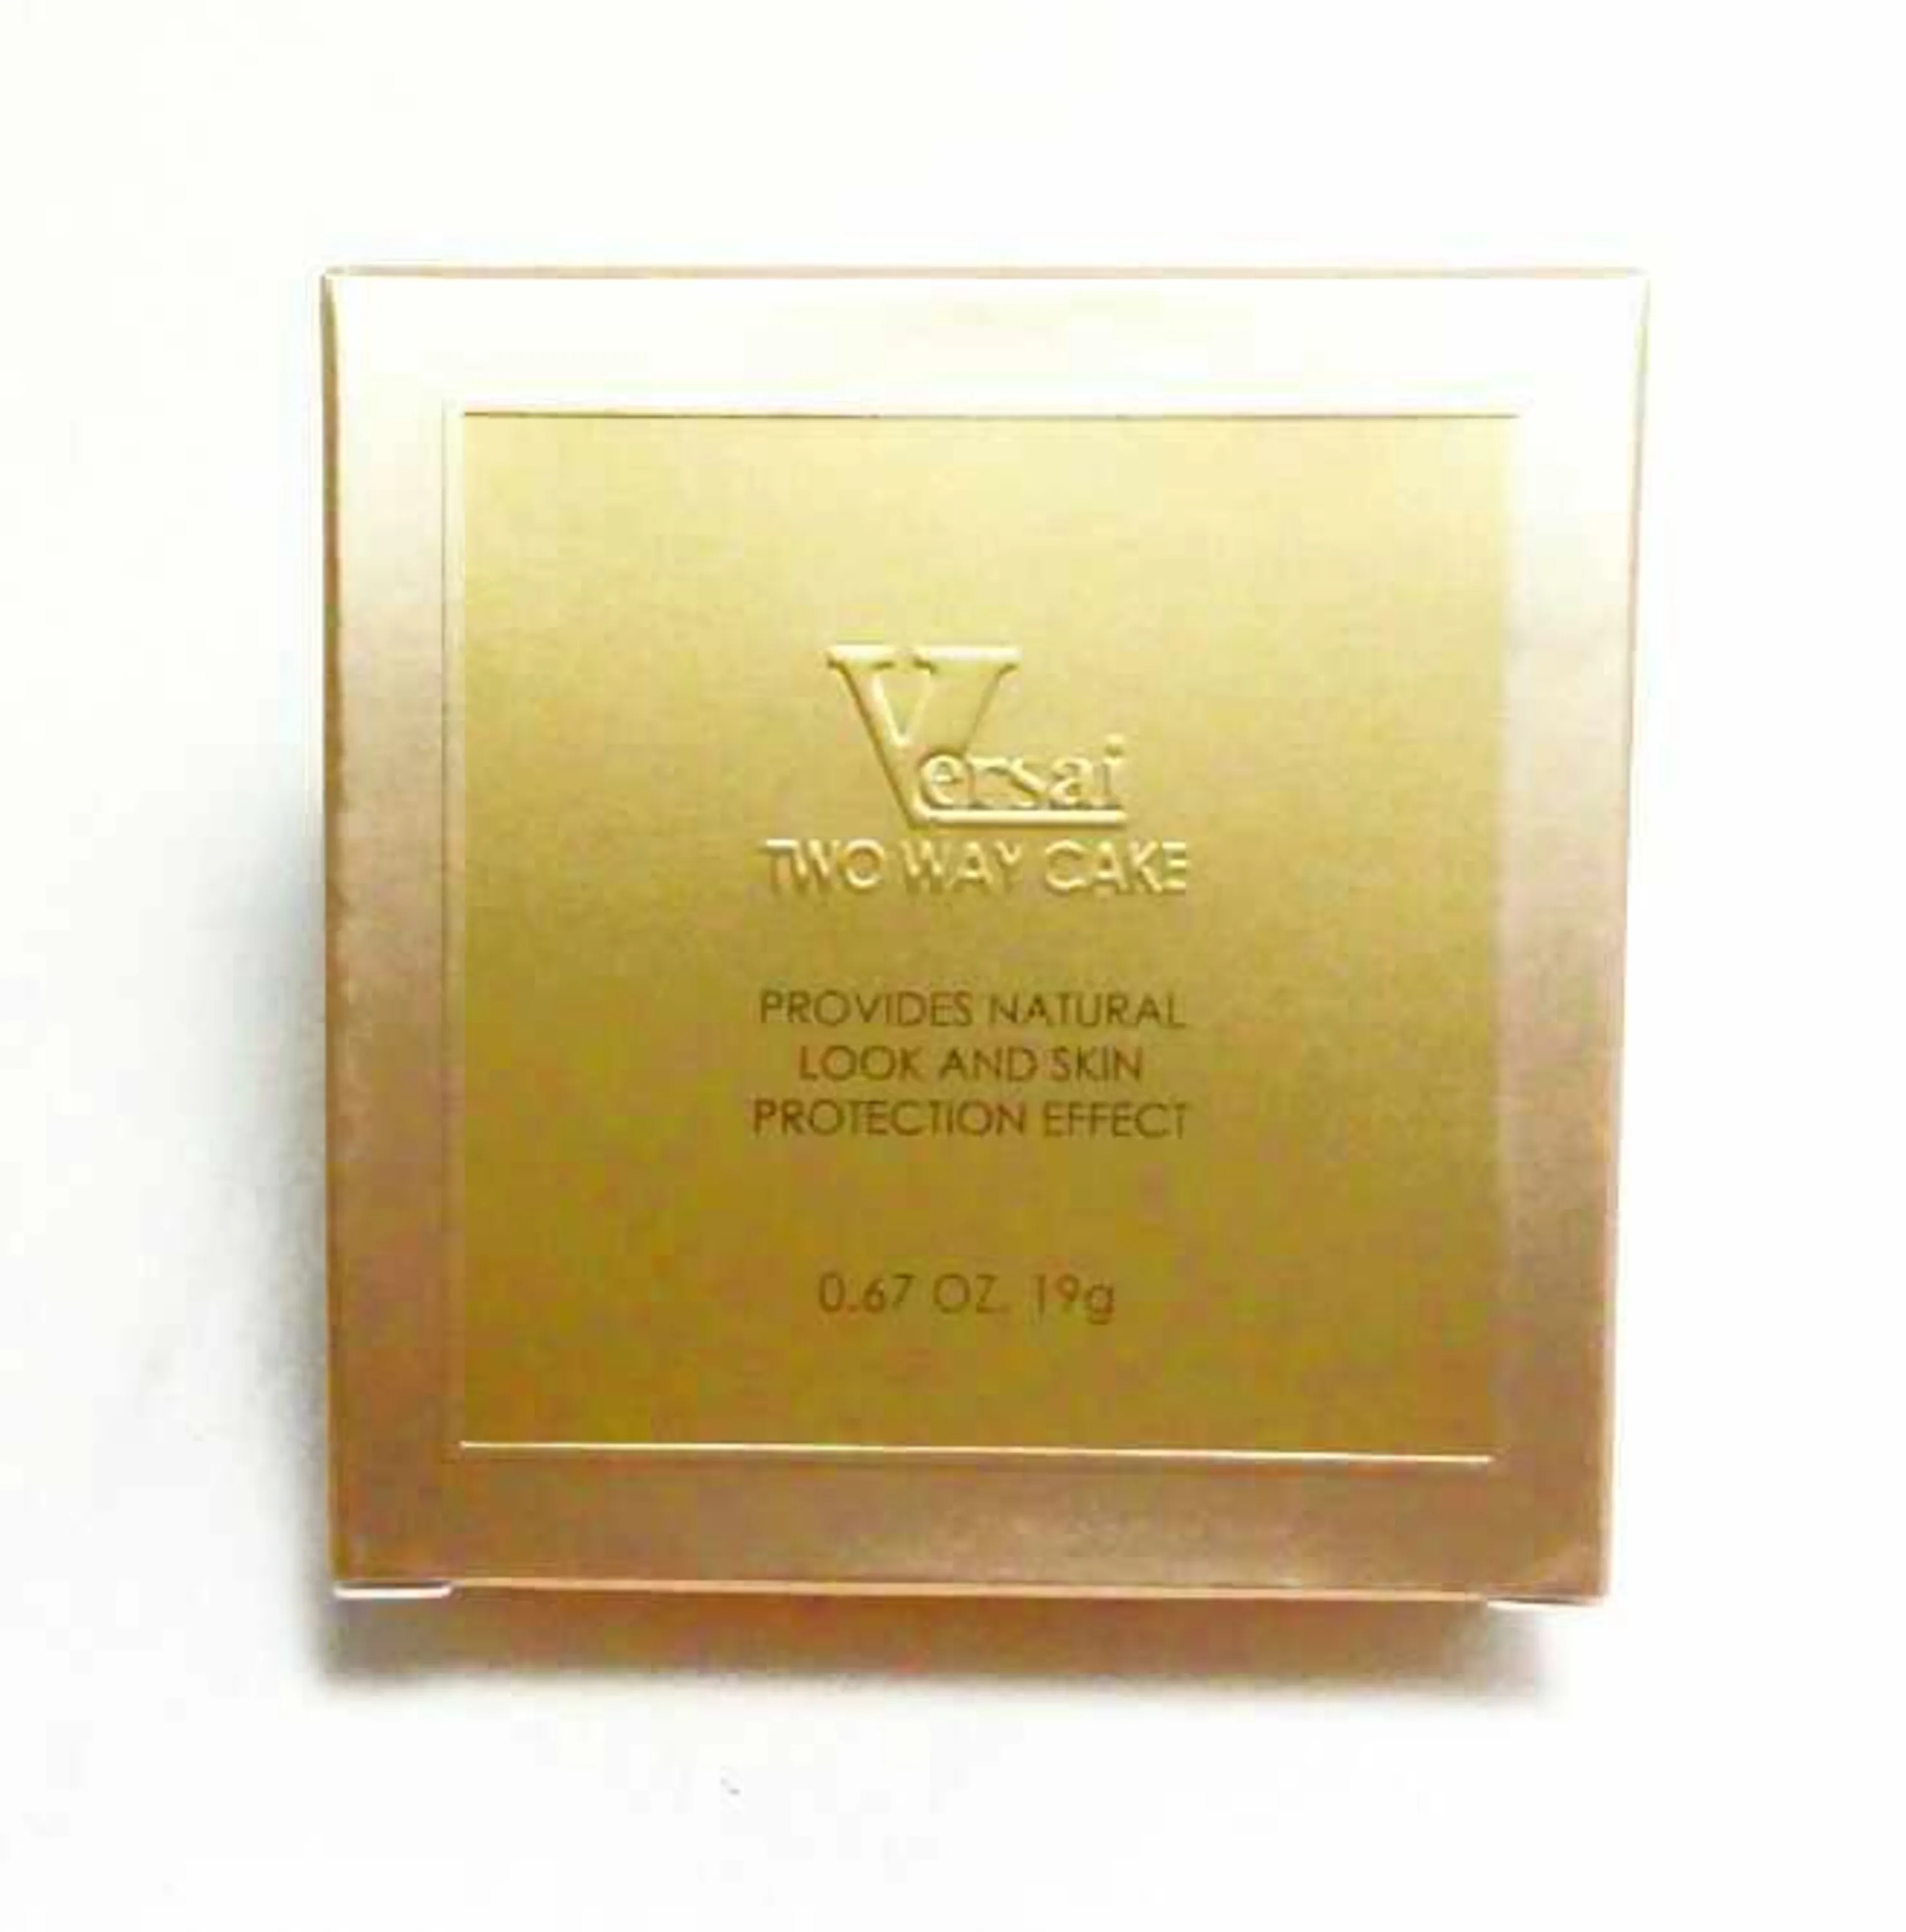 Versai
TWO WAY CAKE
PROVIDES NATURAL
LOOK AND SKIN
PROTECTION EFFECT
0.67 OZ. 19g